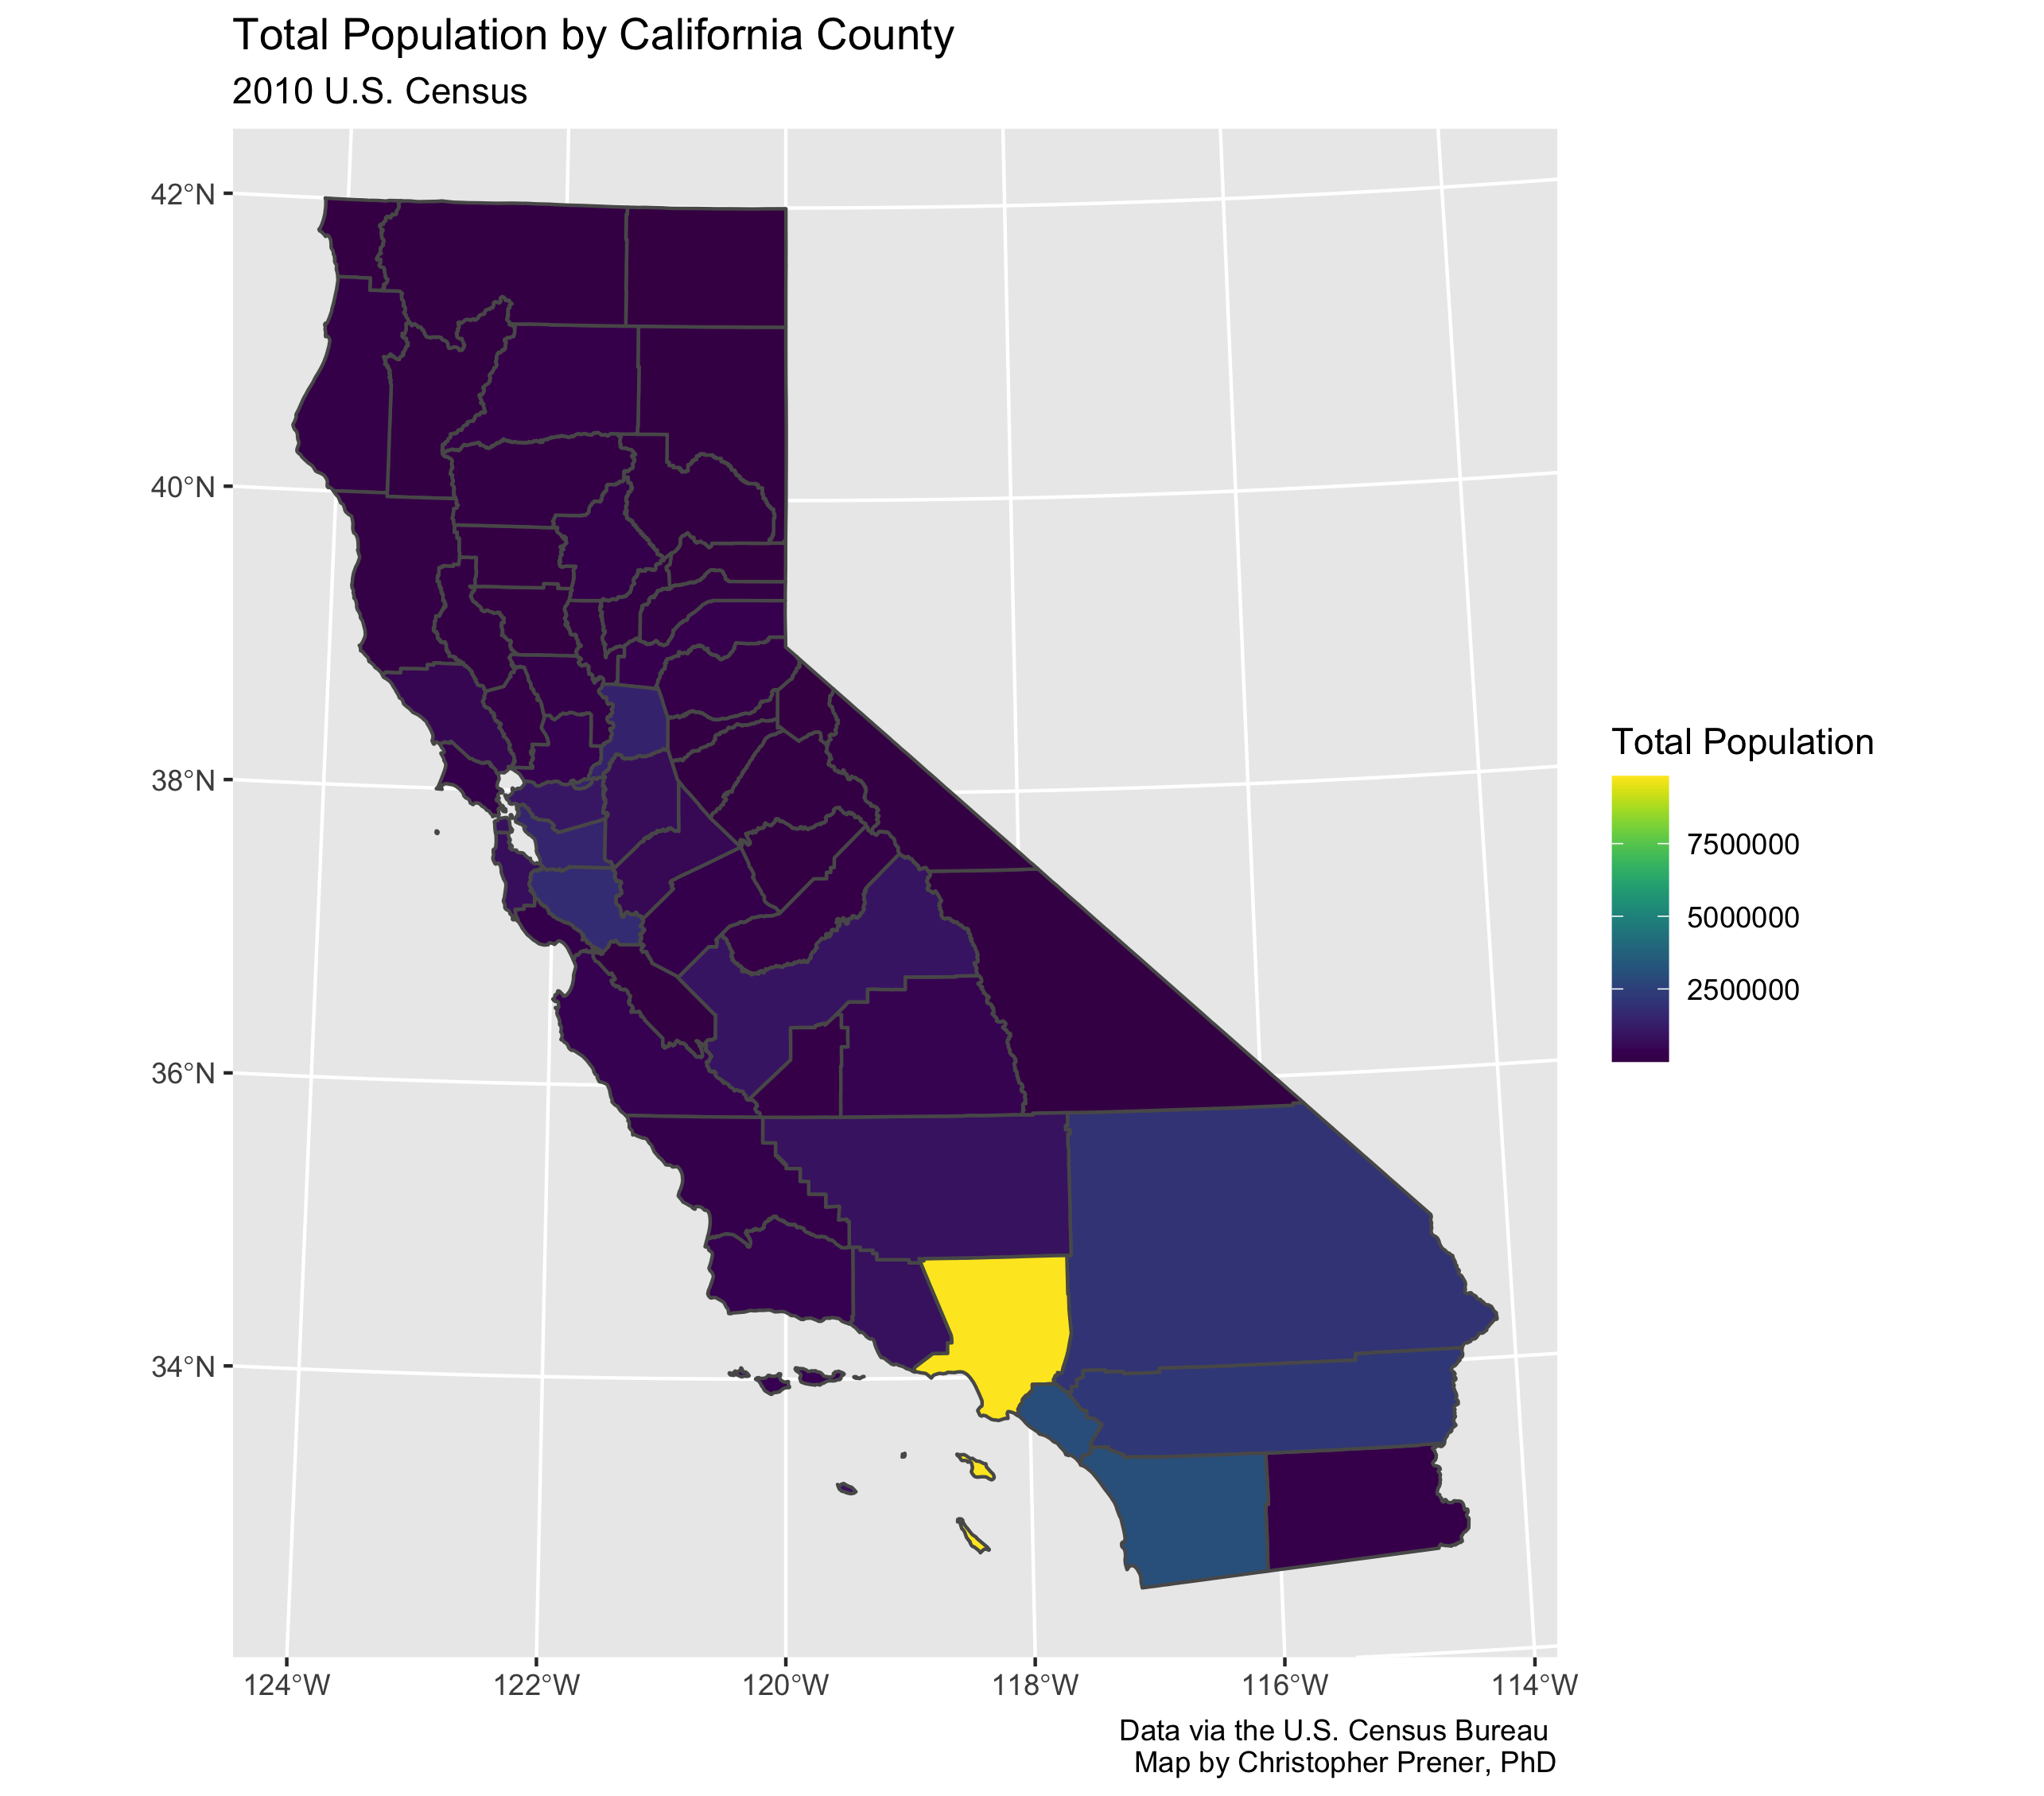 Total Population by California County
2010 U.S. Census
42°N
40°N
38°N
36°N
34°N
124°W 122°W 120°W 118°W 116°W 114°W
Total Population
7500000
5000000
2500000
Data via the U.S. Census Bureau
Map by Christopher Prener, PhD